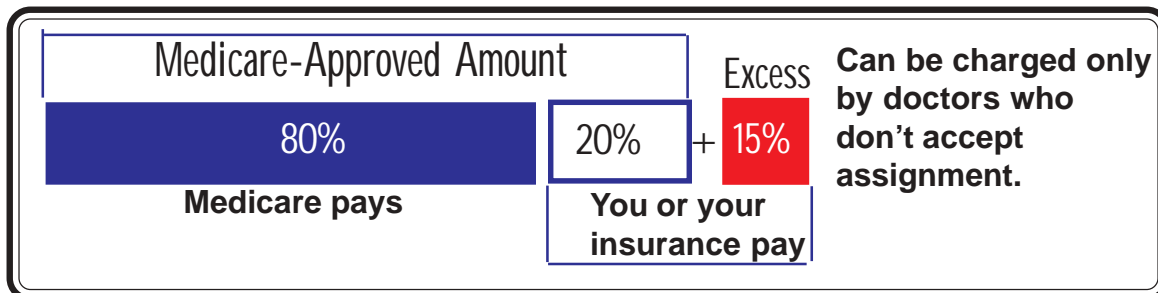 Medicare-Approved Amount
Excess
80%
20%
+
15%
Medicare pays
You or your
insurance pay
Can be charged only
by doctors who
don’t accept
assignment.